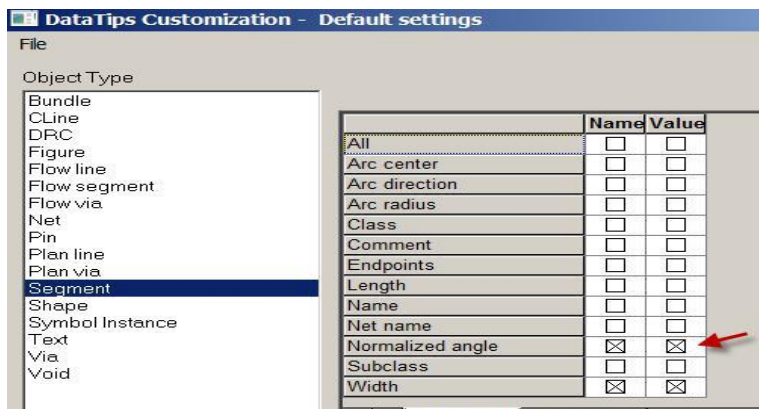 DataTips Customization - Default settings
File
Object Type
Bundle
CLine
DRC
Figure
Flow line
Flow segment
Flow via
Net
Pin
Plan line
Plan via
Segment
Shape
Symbol Instance
Text
Via
Void
Name Value
All
Arc center
Arc direction
Arc radius
Class
Comment
Endpoints
Length
Name
Net name
Normalized angle
Subclass
Width